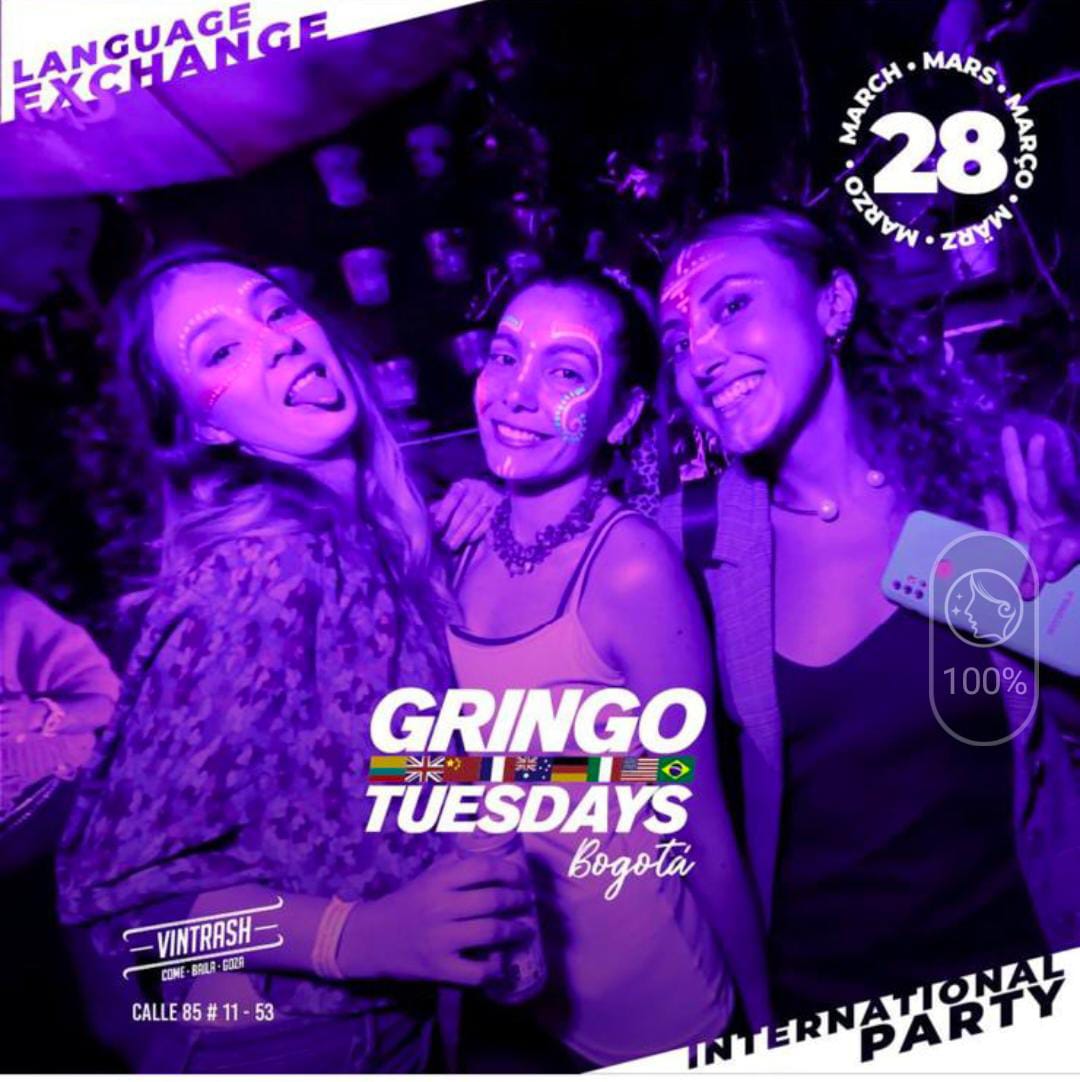 LANGUAGE
EXCHANGE
MARCH • MARS • MARÇO • MÄRZ • MARZO •
28
100%
GRINGO
TUESDAYS
Bogotá
VINTRASH
COME • BAILA • GOZA
CALLE 85 # 11 - 53
INTERNATIONAL
PARTY